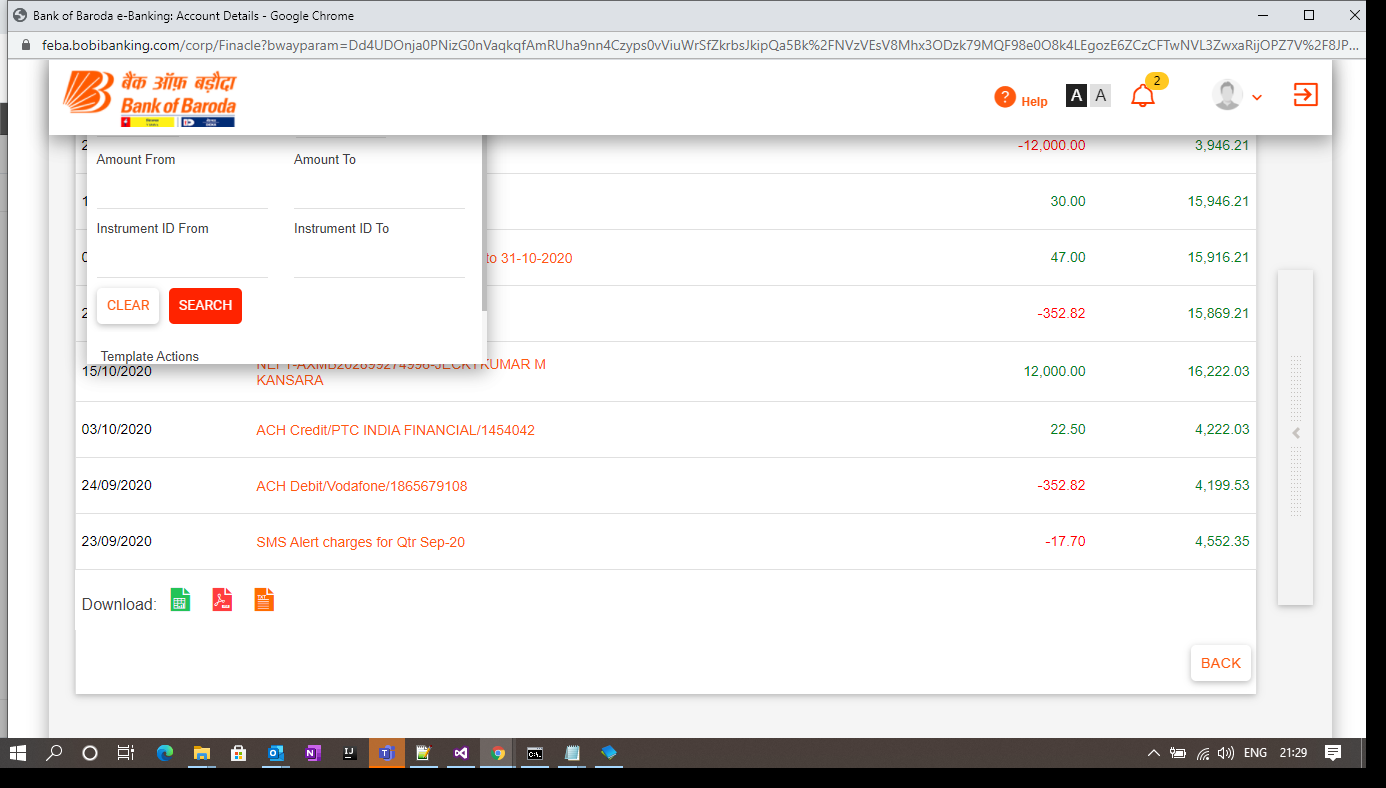 Bank of Baroda e-Banking: Account Details - Google Chrome
feba.bobibanking.com/corp/Finacle?bwayparam=Dd4UDOnja0PNizG0nVaqkqfAmRUha9nn4Czyps0vViuWrSfZkrbsJkipQa5Bk%2FNVzVEsV8Mhx3ODzk79MQF98e0O8k4LEgozE6ZCzCFTwNVL3ZwxaRijOPZ7V%2F8JP...
बैंक ऑफ़ बड़ौदा
Bank of Baroda
? Help A A 2
2 -12,000.00 3,946.21
Amount From Amount To
1 30.00 15,946.21
Instrument ID From Instrument ID To
0 to 31-10-2020 47.00 15,916.21
CLEAR SEARCH
2 -352.82 15,869.21
Template Actions
15/10/2020 NEFT-AXMB202899274996-JECKYKUMAR M 12,000.00 16,222.03
KANSARA
03/10/2020 ACH Credit/PTC INDIA FINANCIAL/1454042 22.50 4,222.03
24/09/2020 ACH Debit/Vodafone/1865679108 -352.82 4,199.53
23/09/2020 SMS Alert charges for Qtr Sep-20 -17.70 4,552.35
Download:
BACK
ENG 21:29